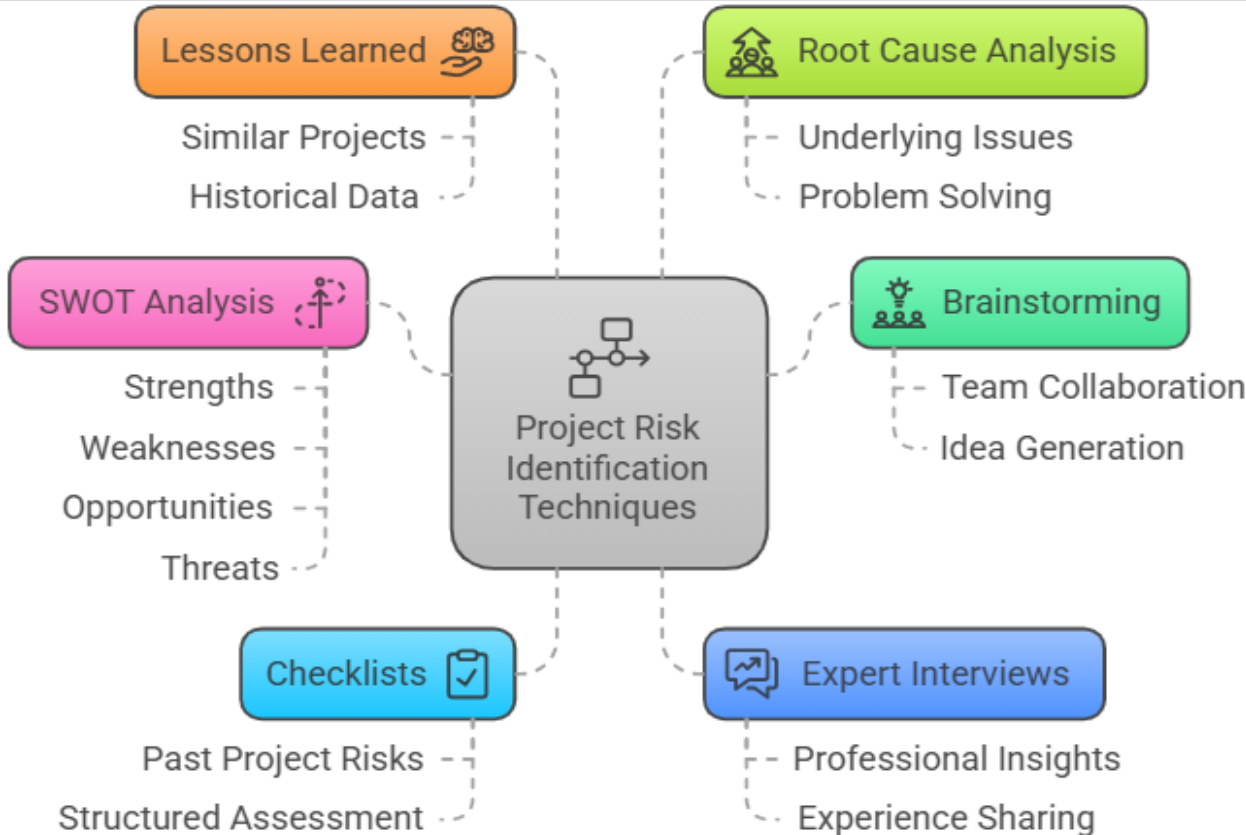 Lessons Learned
Similar Projects
Historical Data
Root Cause Analysis
Underlying Issues
Problem Solving
SWOT Analysis
Strengths
Weaknesses
Opportunities
Threats
Project Risk
Identification
Techniques
Brainstorming
Team Collaboration
Idea Generation
Checklists
Past Project Risks
Structured Assessment
Expert Interviews
Professional Insights
Experience Sharing